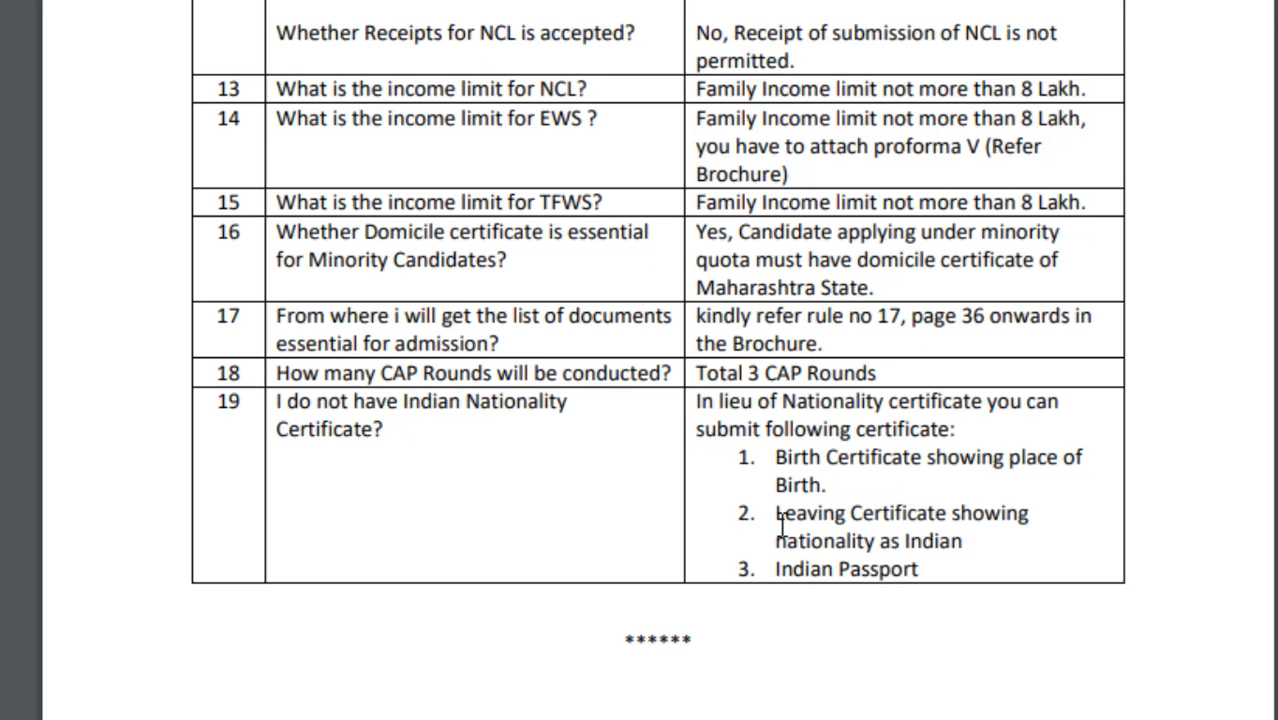 Whether Receipts for NCL is accepted? No, Receipt of submission of NCL is not
permitted.
13 What is the income limit for NCL? Family Income limit not more than 8 Lakh.
14 What is the income limit for EWS ? Family Income limit not more than 8 Lakh,
you have to attach proforma V (Refer
Brochure)
15 What is the income limit for TFWS? Family Income limit not more than 8 Lakh.
16 Whether Domicile certificate is essential Yes, Candidate applying under minority
for Minority Candidates? quota must have domicile certificate of
Maharashtra State.
17 From where i will get the list of documents kindly refer rule no 17, page 36 onwards in
essential for admission? the Brochure.
18 How many CAP Rounds will be conducted? Total 3 CAP Rounds
19 I do not have Indian Nationality In lieu of Nationality certificate you can
Certificate? submit following certificate:
1. Birth Certificate showing place of
Birth.
2. Leaving Certificate showing
nationality as Indian
3. Indian Passport
******